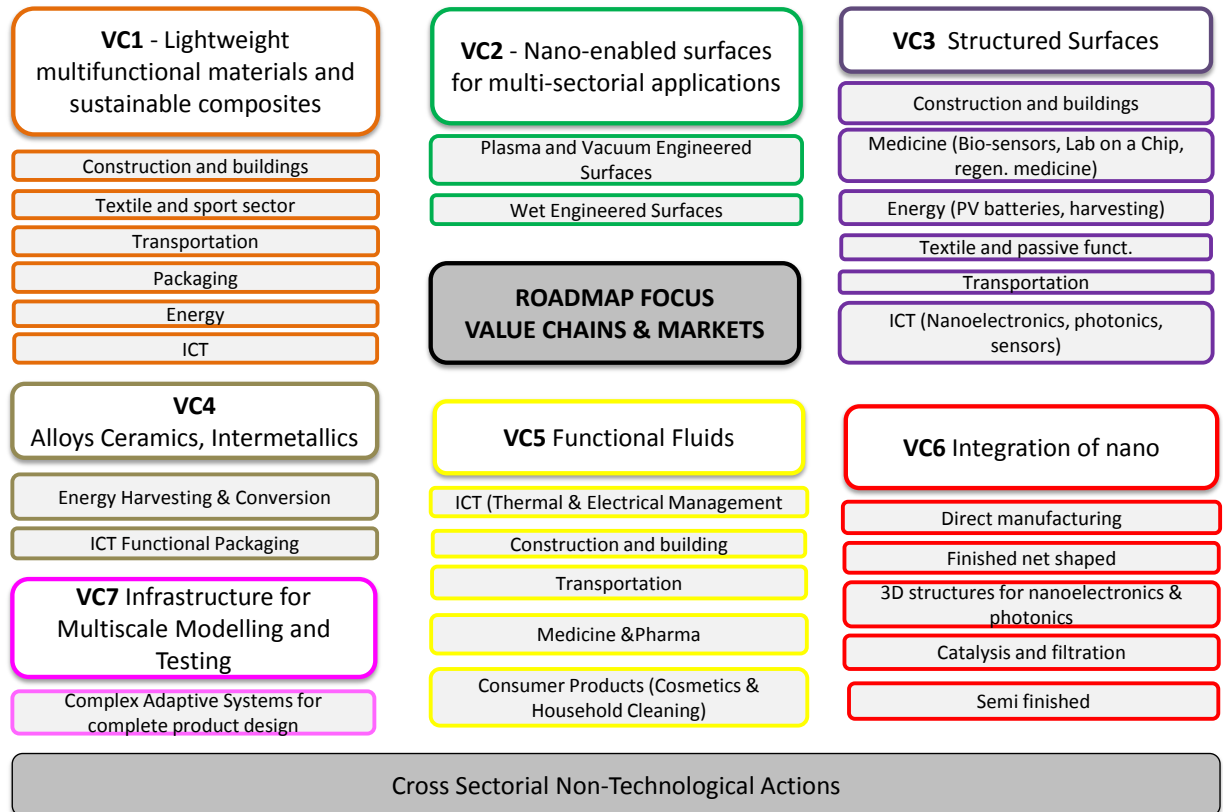 VC1 - Lightweight
multifunctional materials and
sustainable composites
Construction and buildings
Textile and sport sector
Transportation
Packaging
Energy
ICT
VC2 - Nano-enabled surfaces
for multi-sectorial applications
Plasma and Vacuum Engineered
Surfaces
Wet Engineered Surfaces
VC3 Structured Surfaces
Construction and buildings
Medicine (Bio-sensors, Lab on a Chip,
regen. medicine)
Energy (PV batteries, harvesting)
Textile and passive funct.
Transportation
ICT (Nanoelectronics, photonics,
sensors)
ROADMAP FOCUS
VALUE CHAINS & MARKETS
VC4
Alloys Ceramics, Intermetallics
Energy Harvesting & Conversion
ICT Functional Packaging
VC7 Infrastructure for
Multiscale Modelling and
Testing
Complex Adaptive Systems for
complete product design
VC5 Functional Fluids
ICT (Thermal & Electrical Management
Construction and building
Transportation
Medicine &Pharma
Consumer Products (Cosmetics &
Household Cleaning)
VC6 Integration of nano
Direct manufacturing
Finished net shaped
3D structures for nanoelectronics &
photonics
Catalysis and filtration
Semi finished
Cross Sectorial Non-Technological Actions